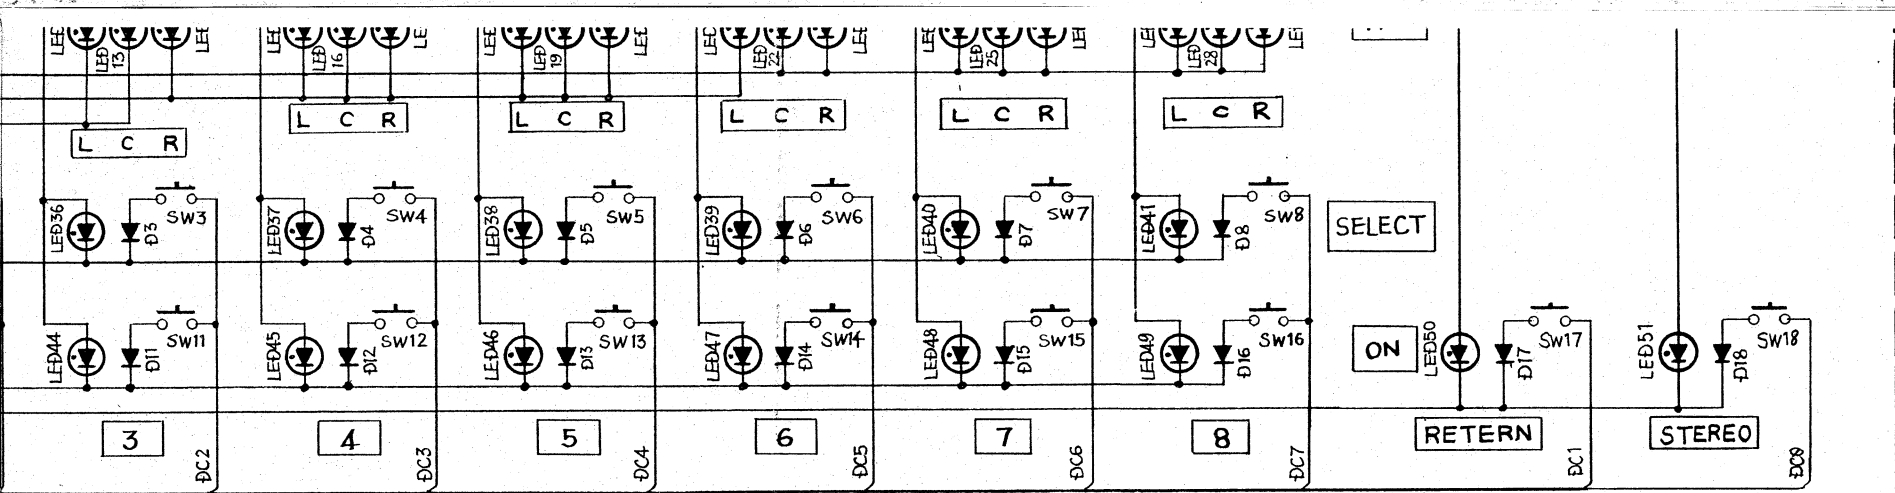 LED 13
LED 16
LED 19
LED 22
LED 25
LED 28
L C R
L C R
L C R
L C R
L C R
L C R
LED36 D3 SW3
LED37 D4 SW4
LED38 D5 SW5
LED39 D6 SW6
LED40 D7 SW7
LED41 D8 SW8
SELECT
LED44 D11 SW11
LED45 D12 SW12
LED46 D13 SW13
LED47 D14 SW14
LED48 D15 SW15
LED49 D16 SW16
ON
LED50 D17 SW17
LED51 D18 SW18
3
DC2
4
DC3
5
DC4
6
DC5
7
DC6
8
DC7
RETERN
DC1
STEREO
DC0